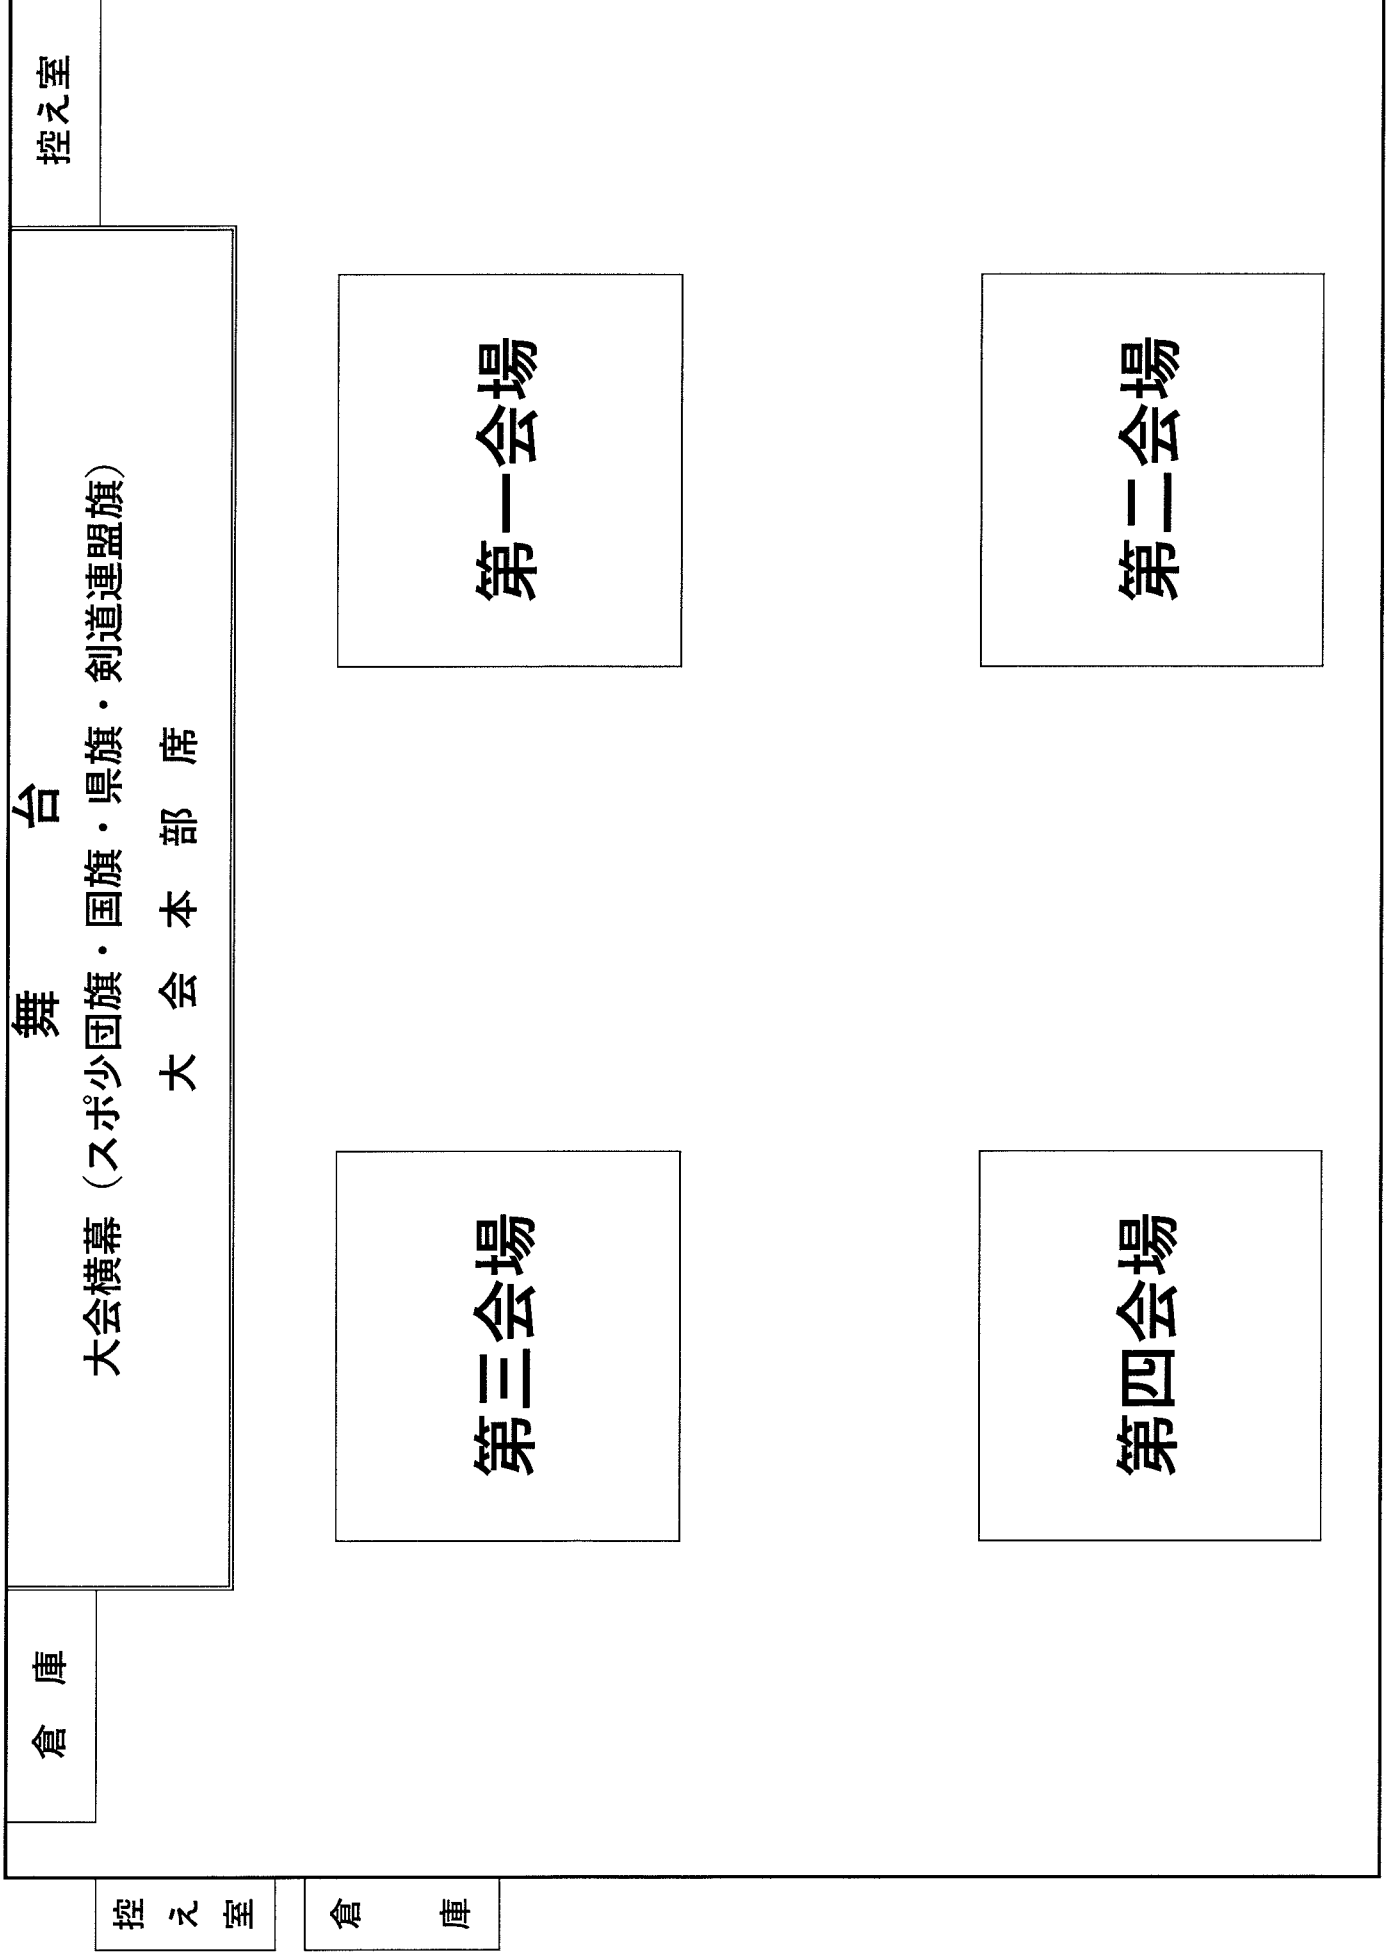 舞台
大会横幕（スポ少団旗・国旗・県旗・剣道連盟旗）
大会本部席
倉庫
控え室
控え室
倉庫
第三会場
第一会場
第四会場
第二会場